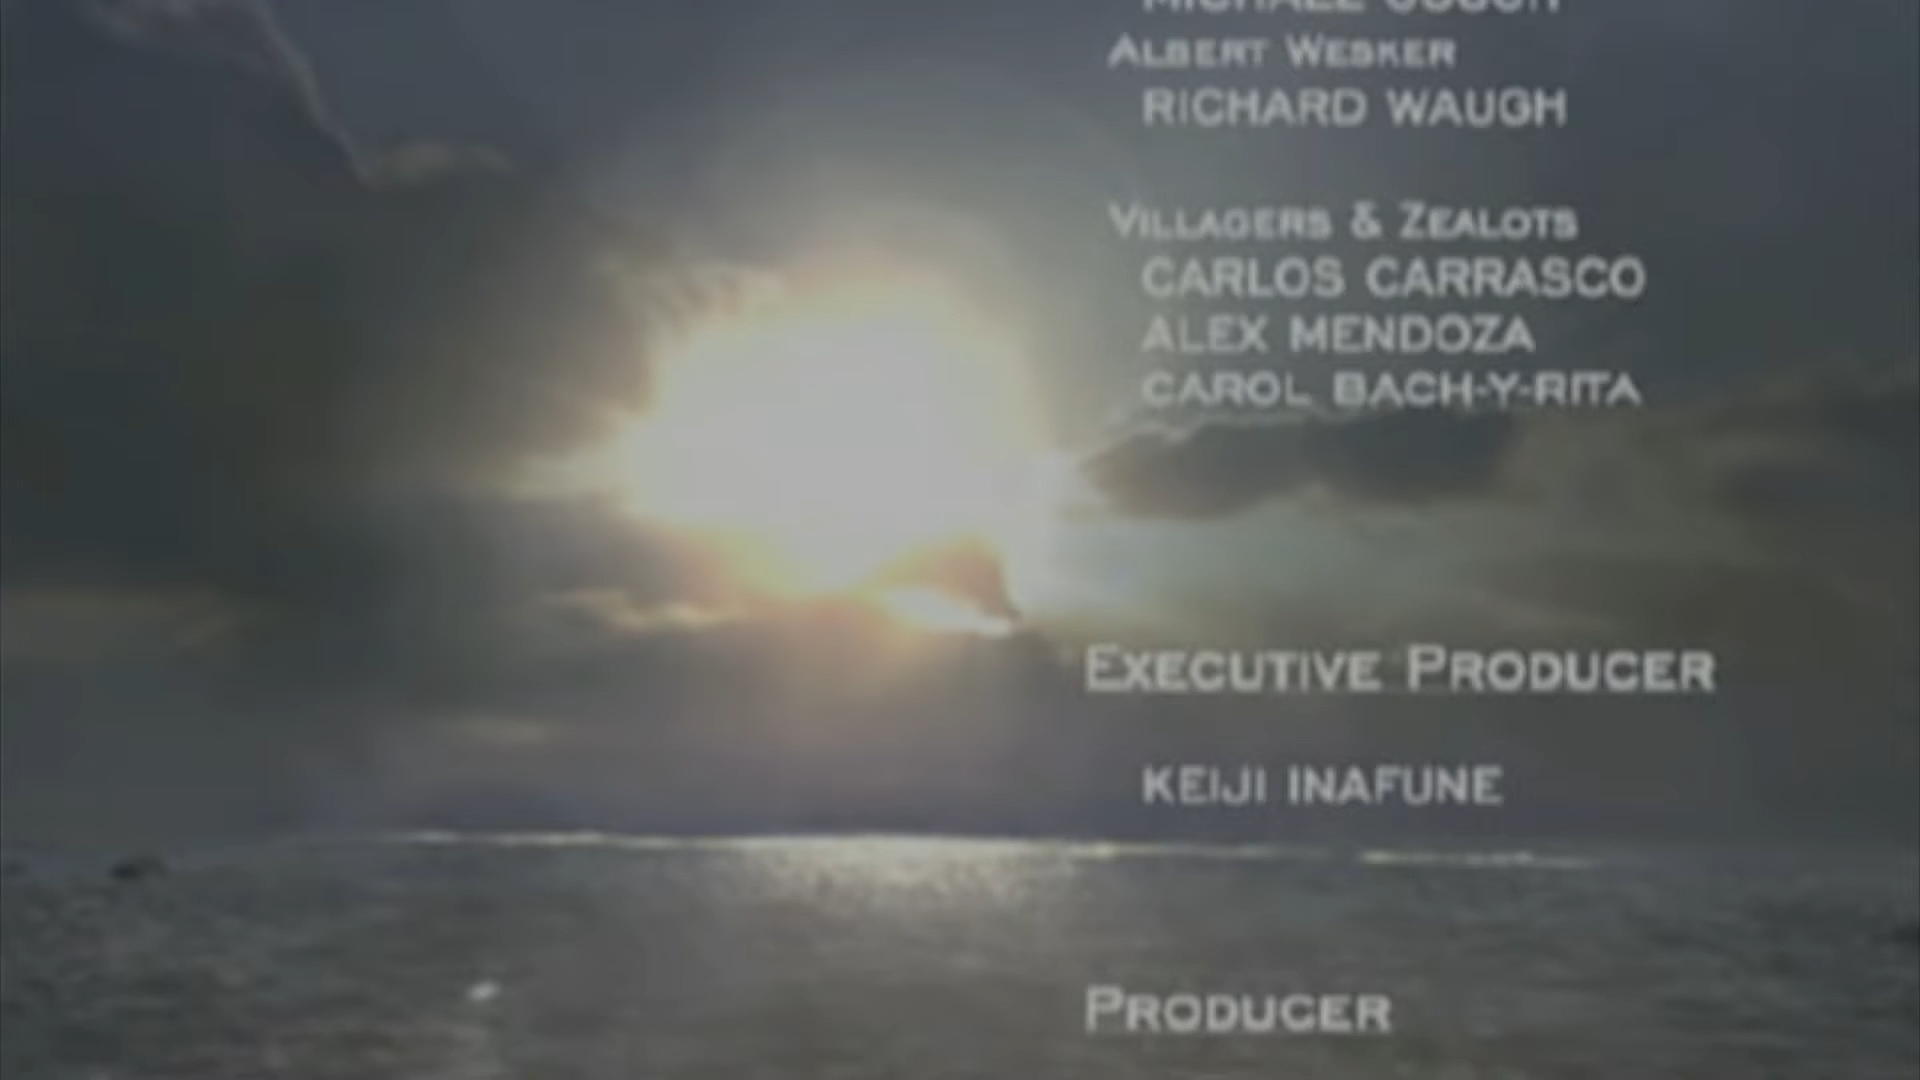 ALBERT WESKER
RICHARD WAUGH
VILLAGERS & ZEALOTS
CARLOS CARRASCO
ALEX MENDOZA
CAROL BACH-Y-RITA
EXECUTIVE PRODUCER
KEIJI INAFUNE
PRODUCER